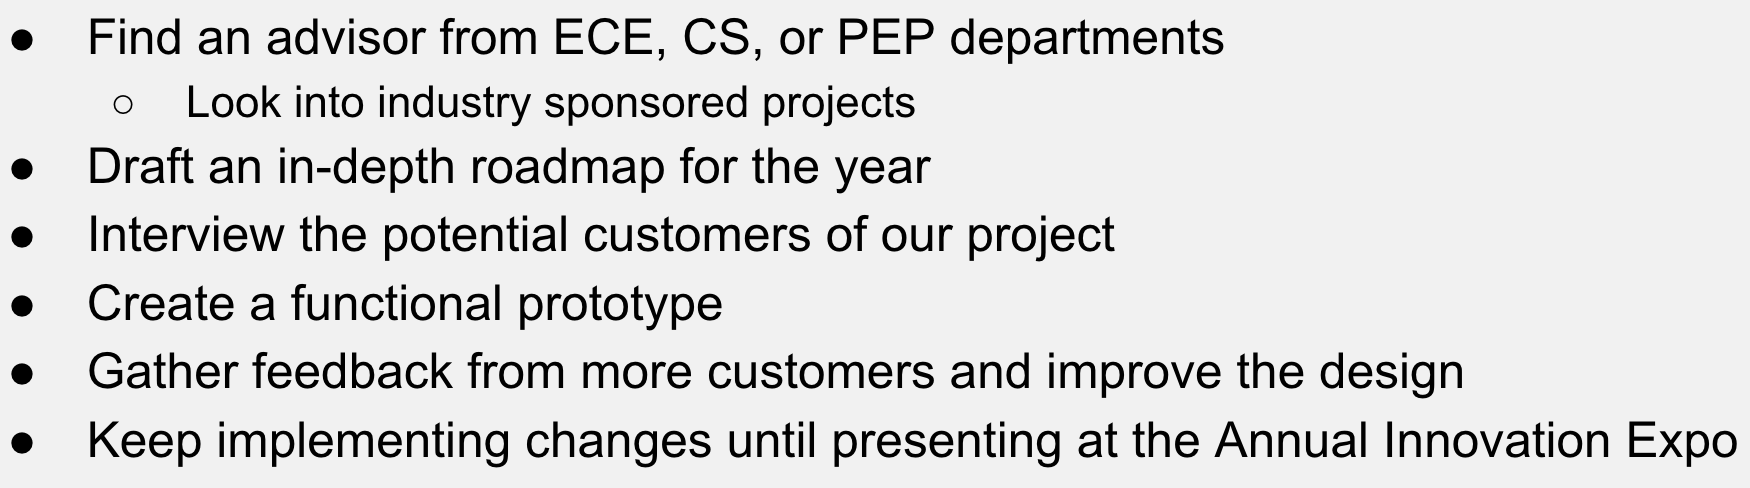 ● Find an advisor from ECE, CS, or PEP departments
○ Look into industry sponsored projects
● Draft an in-depth roadmap for the year
● Interview the potential customers of our project
● Create a functional prototype
● Gather feedback from more customers and improve the design
● Keep implementing changes until presenting at the Annual Innovation Expo